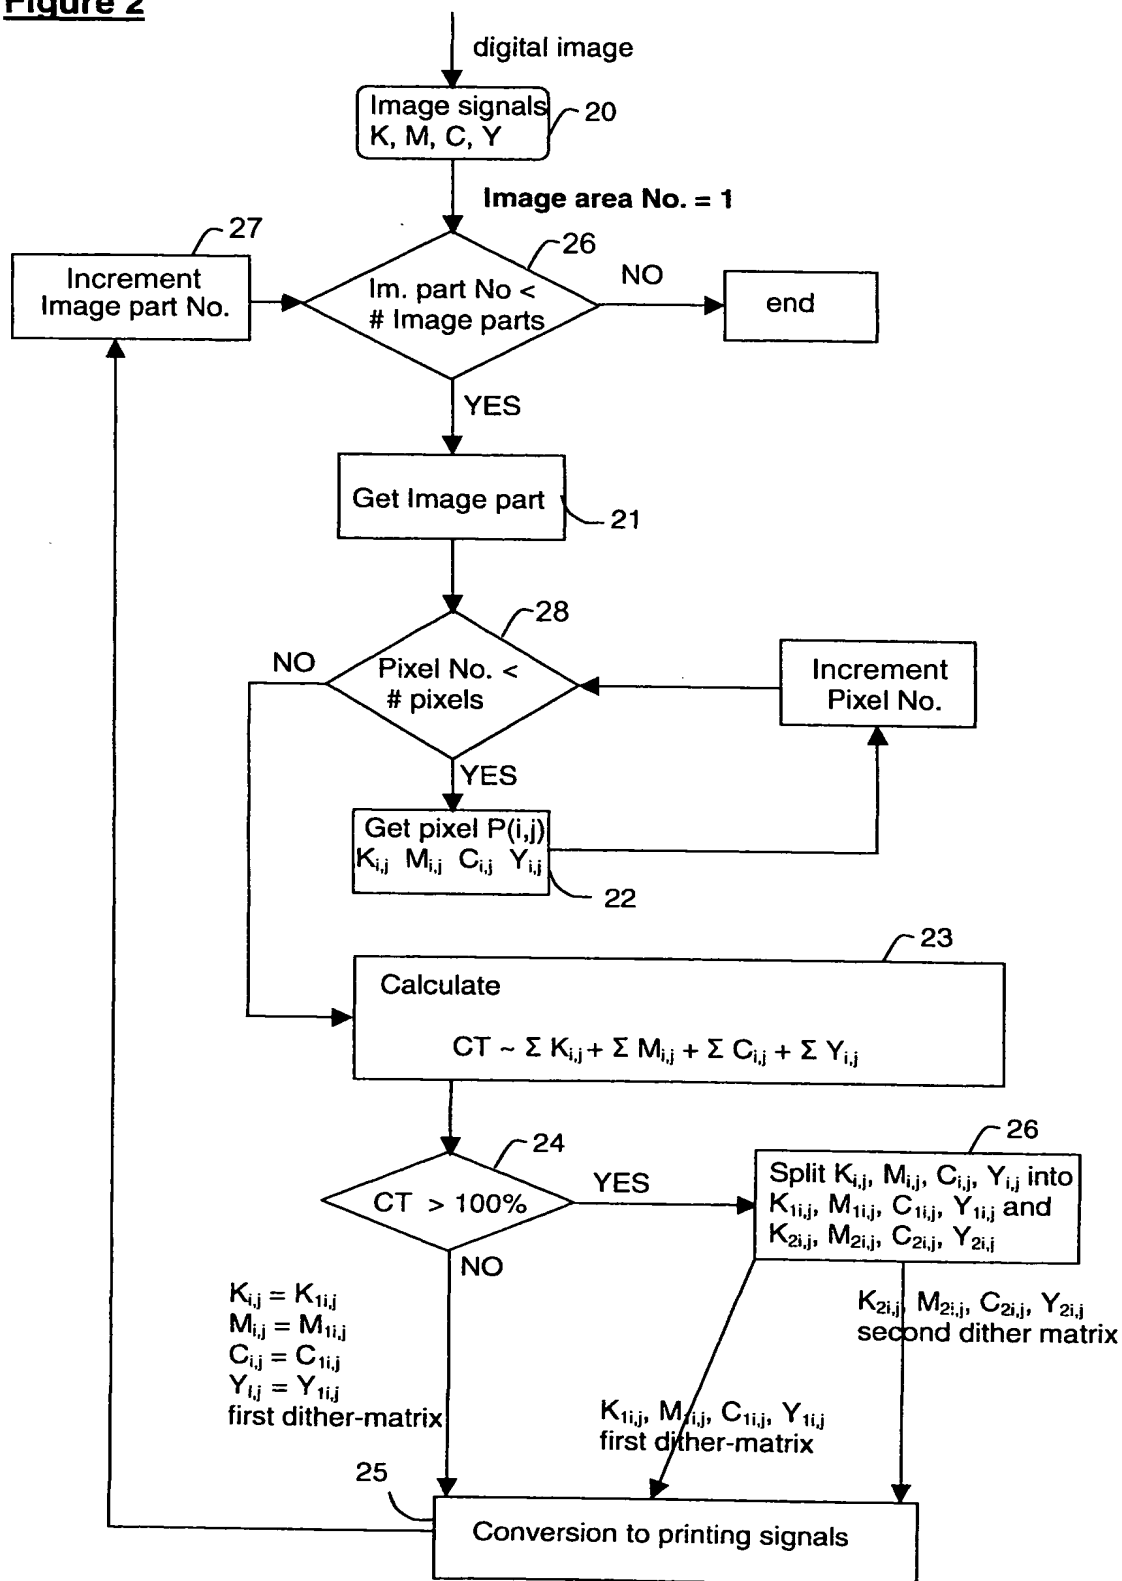 Figure 2
digital image
Image signals
K, M, C, Y
20
Image area No. = 1
27
Increment
Image part No.
26
Im. part No <
# Image parts
NO
end
YES
Get Image part
21
28
NO
Pixel No. <
# pixels
Increment
Pixel No.
YES
Get pixel P(i,j)
Ki,j Mi,j Ci,j Yi,j
22
23
Calculate
CT ~ Σ Ki,j + Σ Mi,j + Σ Ci,j + Σ Yi,j
24
CT > 100%
YES
26
Split Ki,j, Mi,j, Ci,j, Yi,j into
K1i,j, M1i,j, C1i,j, Y1i,j and
K2i,j, M2i,j, C2i,j, Y2i,j
NO
Ki,j = K1i,j
Mi,j = M1i,j
Ci,j = C1i,j
Yi,j = Y1i,j
first dither-matrix
K2i,j, M2i,j, C2i,j, Y2i,j
second dither matrix
K1i,j, M1i,j, C1i,j, Y1i,j
first dither-matrix
25
Conversion to printing signals